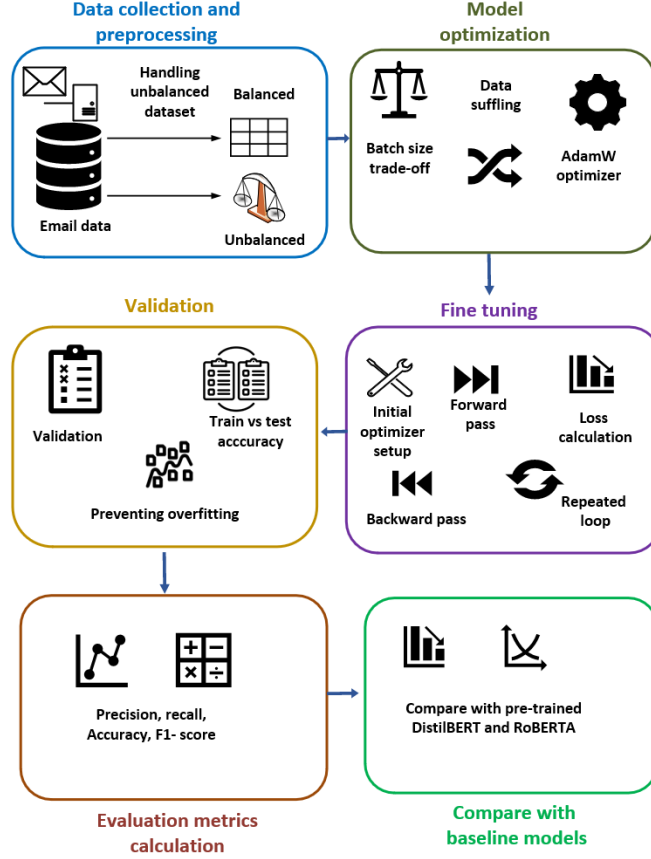 Data collection and
preprocessing
Handling
unbalanced
dataset
Balanced
Email data
Unbalanced
Model
optimization
Batch size
trade-off
Data
suffling
AdamW
optimizer
Fine tuning
Initial
optimizer
setup
Forward
pass
Loss
calculation
Backward pass
Repeated
loop
Validation
Validation
Train vs test
acccuracy
Preventing overfitting
Precision, recall,
Accuracy, F1- score
Evaluation metrics
calculation
Compare with pre-trained
DistilBERT and RoBERTA
Compare with
baseline models